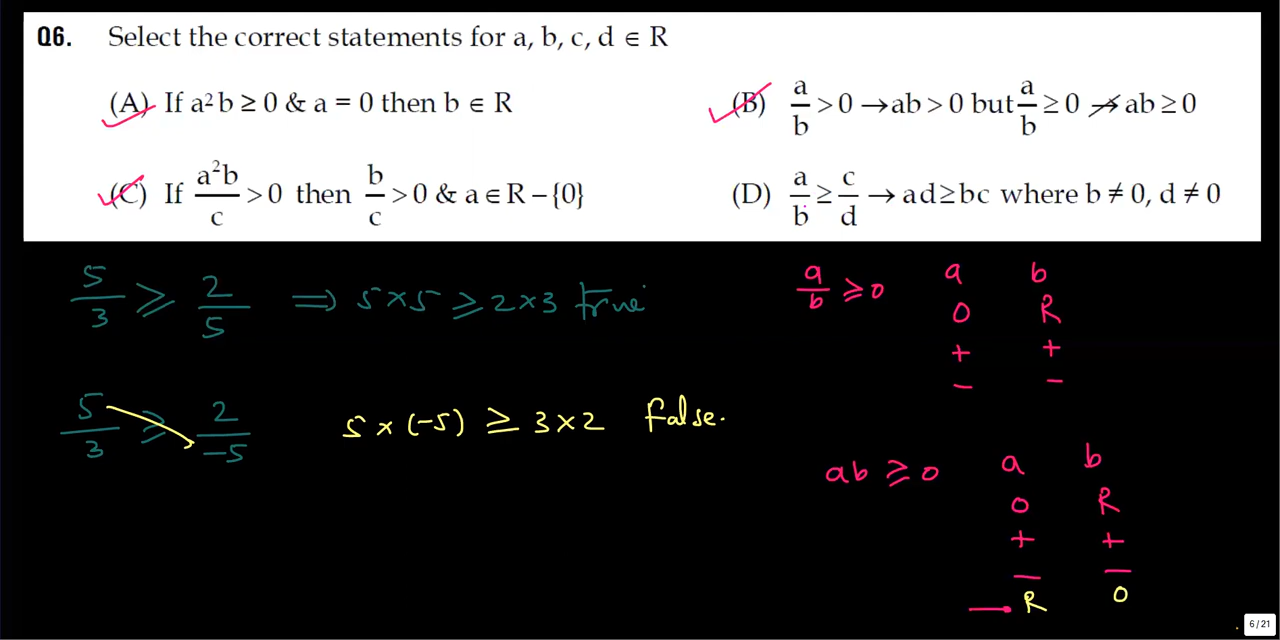 Q6. Select the correct statements for a, b, c, d ∈ R
(A) If a²b ≥ 0 & a = 0 then b ∈ R
(B) a/b > 0 → ab > 0 but a/b ≥ 0 ↛ ab ≥ 0
(C) If a²b/c > 0 then b/c > 0 & a ∈ R – {0}
(D) a/b ≥ c/d → ad ≥ bc where b ≠ 0, d ≠ 0
5/3 ≥ 2/5 ⟹ 5×5 ≥ 2×3 true
5/3 ≥ 2/-5 5×(-5) ≥ 3×2 False.
a/b ≥ 0 a b
0 R
+ +
– –
ab ≥ 0 a b
0 R
+ +
– –
R 0
6 / 21